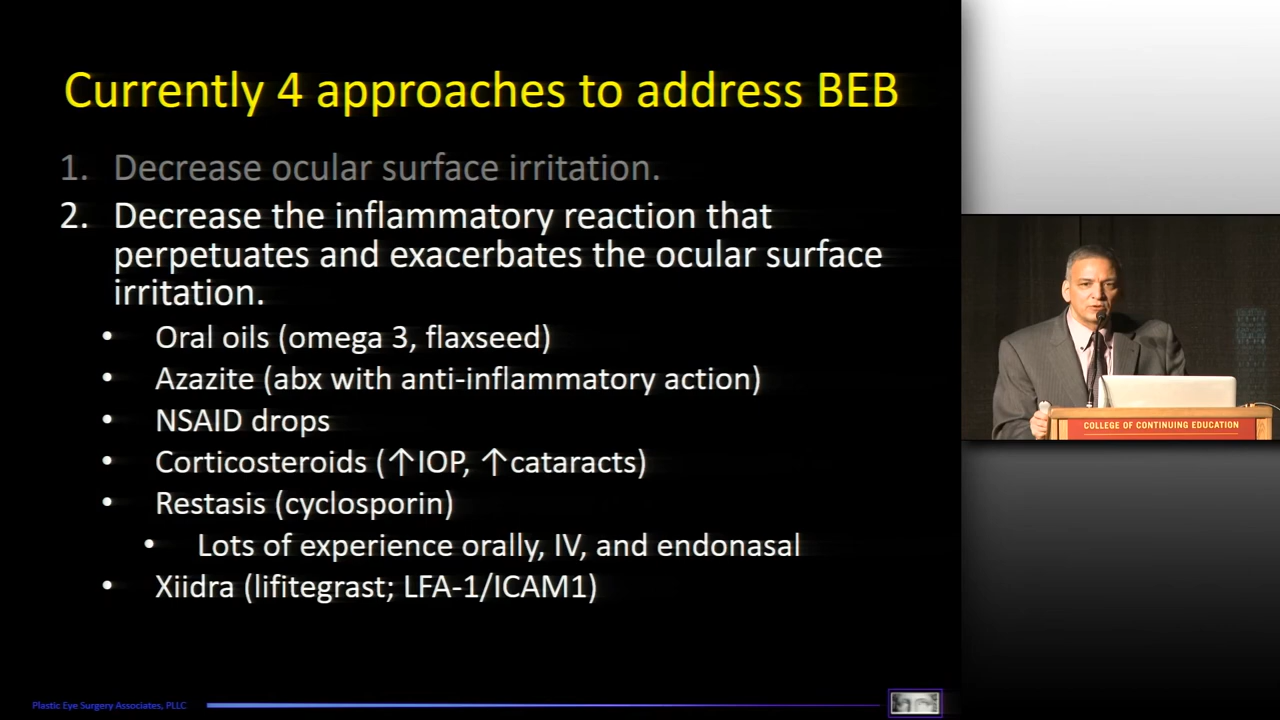 Currently 4 approaches to address BEB
1. Decrease ocular surface irritation.
2. Decrease the inflammatory reaction that
perpetuates and exacerbates the ocular surface
irritation.
• Oral oils (omega 3, flaxseed)
• Azazite (abx with anti-inflammatory action)
• NSAID drops
• Corticosteroids (↑IOP, ↑cataracts)
• Restasis (cyclosporin)
• Lots of experience orally, IV, and endonasal
• Xiidra (lifitegrast; LFA-1/ICAM1)
Plastic Eye Surgery Associates, PLLC
COLLEGE OF CONTINUING EDUCATION